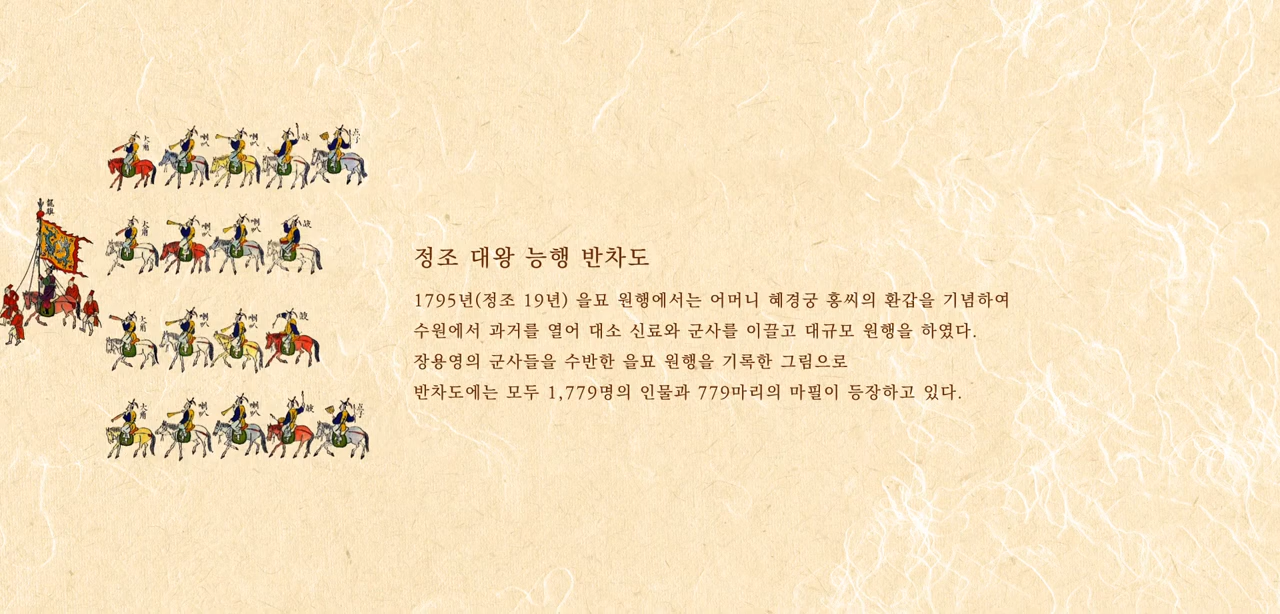 정조 대왕 능행 반차도
1795년(정조 19년) 을묘 원행에서는 어머니 혜경궁 홍씨의 환갑을 기념하여
수원에서 과거를 열어 대소 신료와 군사를 이끌고 대규모 원행을 하였다.
장용영의 군사들을 수반한 을묘 원행을 기록한 그림으로
반차도에는 모두 1,779명의 인물과 779마리의 마필이 등장하고 있다.